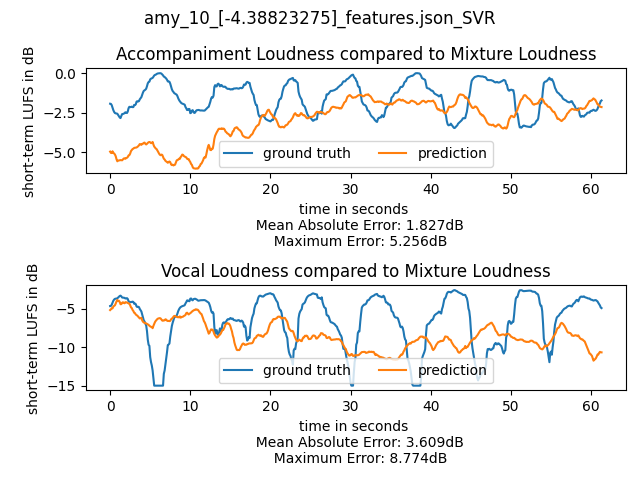 amy_10_[-4.38823275]_features.json_SVR
Accompaniment Loudness compared to Mixture Loudness
short-term LUFS in dB
0.0
−2.5
−5.0
ground truth
prediction
0 10 20 30 40 50 60
time in seconds
Mean Absolute Error: 1.827dB
Maximum Error: 5.256dB
Vocal Loudness compared to Mixture Loudness
short-term LUFS in dB
−5
−10
−15
ground truth
prediction
0 10 20 30 40 50 60
time in seconds
Mean Absolute Error: 3.609dB
Maximum Error: 8.774dB